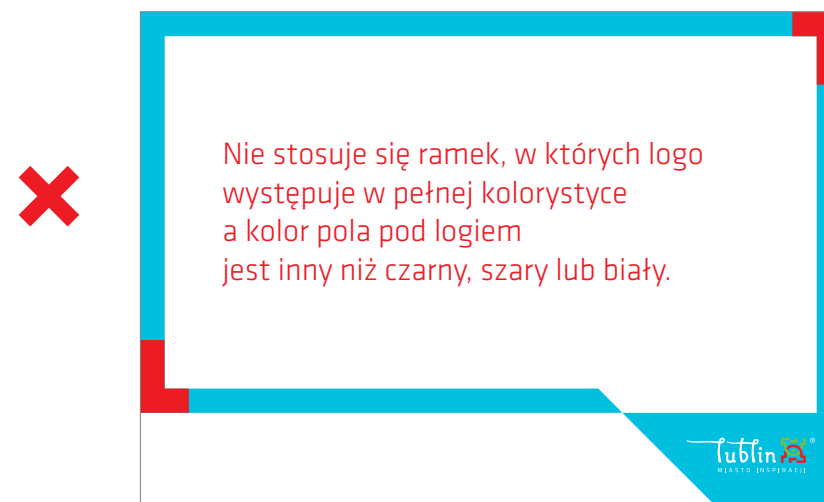 Nie stosuje się ramek, w których logo
występuje w pełnej kolorystyce
a kolor pola pod logiem
jest inny niż czarny, szary lub biały.
lublin ®
MIASTO INSPIRACJI